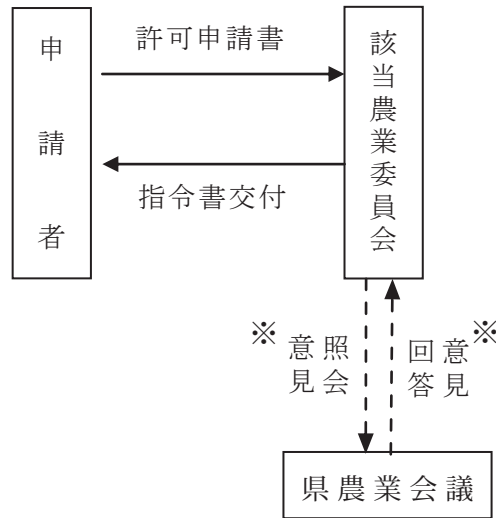 申請者
許可申請書
指令書交付
該当農業委員会
※
意見照会
意見回答
※
県農業会議